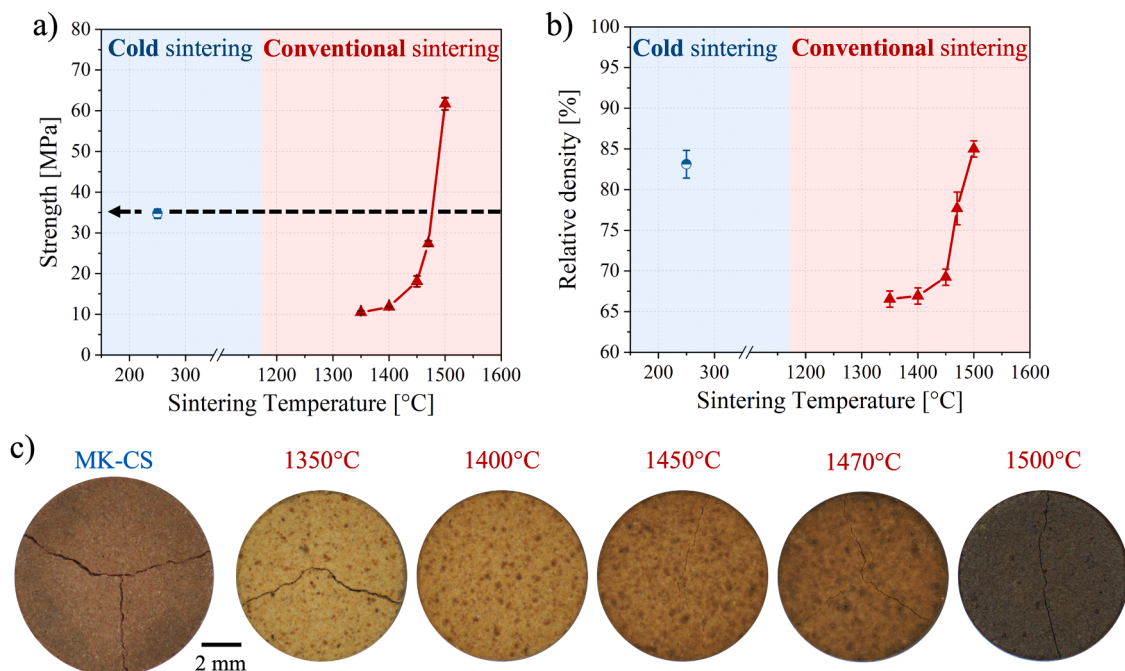 a)
Cold sintering
Conventional sintering
Strength [MPa]
80
70
60
50
40
30
20
10
0
200
300
//
1200
1300
1400
1500
1600
Sintering Temperature [°C]
b)
Cold sintering
Conventional sintering
Relative density [%]
100
95
90
85
80
75
70
65
60
200
300
//
1200
1300
1400
1500
1600
Sintering Temperature [°C]
c)
MK-CS
1350°C
1400°C
1450°C
1470°C
1500°C
2 mm